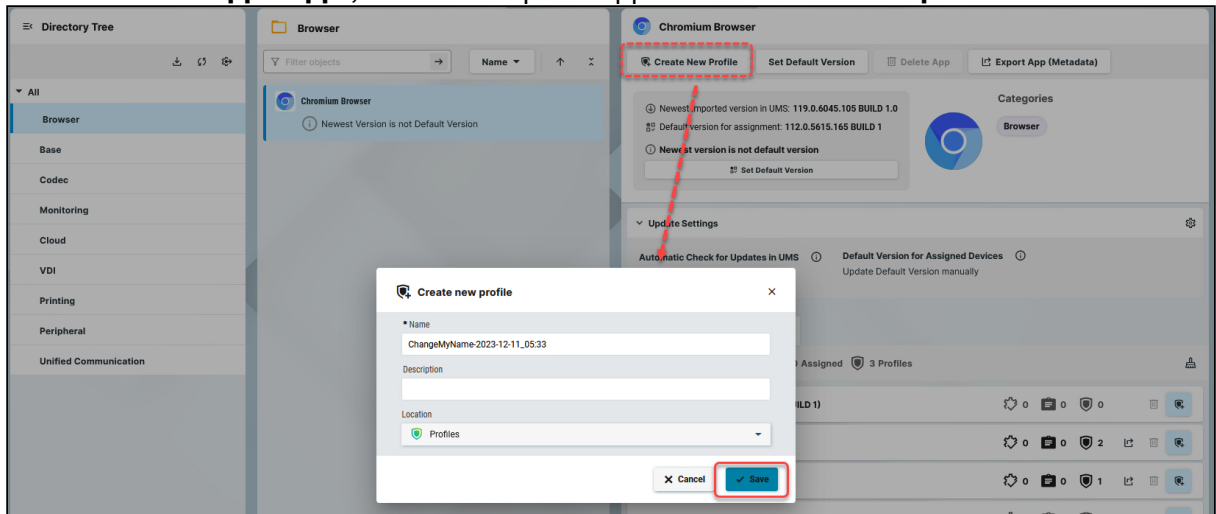 Directory Tree
All
Browser
Base
Codec
Monitoring
Cloud
VDI
Printing
Peripheral
Unified Communication
Browser
Filter objects
Name
Chromium Browser
Newest Version is not Default Version
Chromium Browser
Create New Profile Set Default Version Delete App Export App (Metadata)
Newest imported version in UMS: 119.0.6045.105 BUILD 1.0
Default version for assignment: 112.0.5615.165 BUILD 1
Newest version is not default version
Set Default Version
Categories
Browser
Update Settings
Automatic Check for Updates in UMS Default Version for Assigned Devices
Update Default Version manually
Assigned 3 Profiles
ILD 1) 0 0 0
0 0 2
0 0 1
Create new profile
Name
ChangeMyName-2023-12-11_05:33
Description
Location
Profiles
Cancel Save